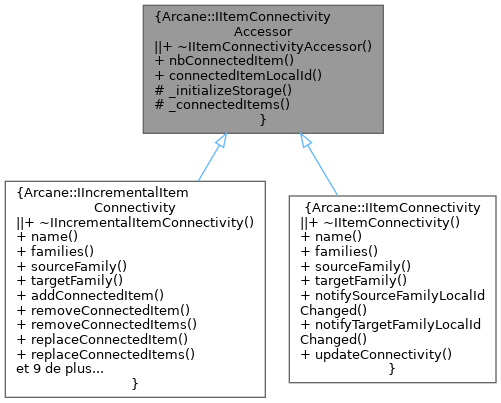 {Arcane::IItemConnectivity
Accessor
||+ ~IItemConnectivityAccessor()
+ nbConnectedItem()
+ connectedItemLocalId()
# _initializeStorage()
# _connectedItems()
}
{Arcane::IIncrementalItem
Connectivity
||+ ~IIncrementalItemConnectivity()
+ name()
+ families()
+ sourceFamily()
+ targetFamily()
+ addConnectedItem()
+ removeConnectedItem()
+ removeConnectedItems()
+ replaceConnectedItem()
+ replaceConnectedItems()
et 9 de plus...
}
{Arcane::IItemConnectivity
||+ ~IItemConnectivity()
+ name()
+ families()
+ sourceFamily()
+ targetFamily()
+ notifySourceFamilyLocalId
Changed()
+ notifyTargetFamilyLocalId
Changed()
+ updateConnectivity()
}